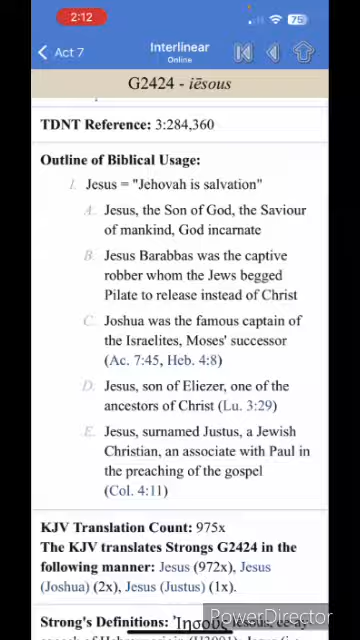 2:12
75
Act 7
Interlinear
Online
G2424 - iēsous
TDNT Reference: 3:284,360
Outline of Biblical Usage:
I. Jesus = "Jehovah is salvation"
A. Jesus, the Son of God, the Saviour
of mankind, God incarnate
B. Jesus Barabbas was the captive
robber whom the Jews begged
Pilate to release instead of Christ
C. Joshua was the famous captain of
the Israelites, Moses' successor
(Ac. 7:45, Heb. 4:8)
D. Jesus, son of Eliezer, one of the
ancestors of Christ (Lu. 3:29)
E. Jesus, surnamed Justus, a Jewish
Christian, an associate with Paul in
the preaching of the gospel
(Col. 4:11)
KJV Translation Count: 975x
The KJV translates Strongs G2424 in the
following manner: Jesus (972x), Jesus
(Joshua) (2x), Jesus (Justus) (1x).
Strong's Definitions:
PowerDirector